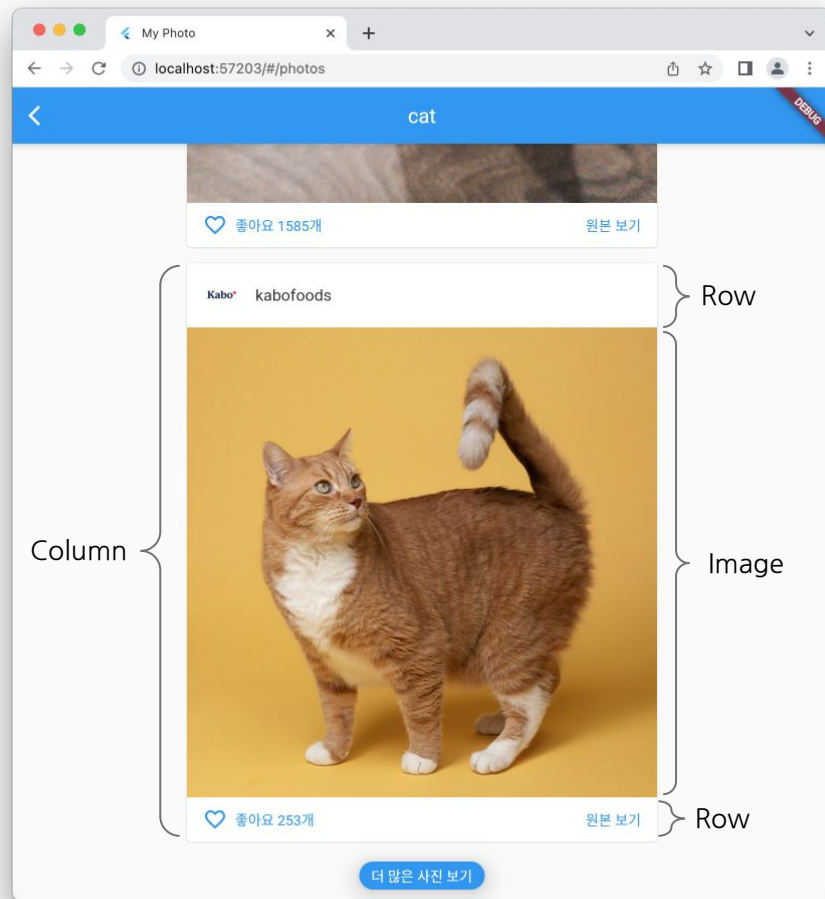 My Photo
localhost:57203/#/photos
cat
DEBUG
좋아요 1585개 원본 보기
Kabo kabofoods
Row
Column
Image
좋아요 253개 원본 보기
Row
더 많은 사진 보기